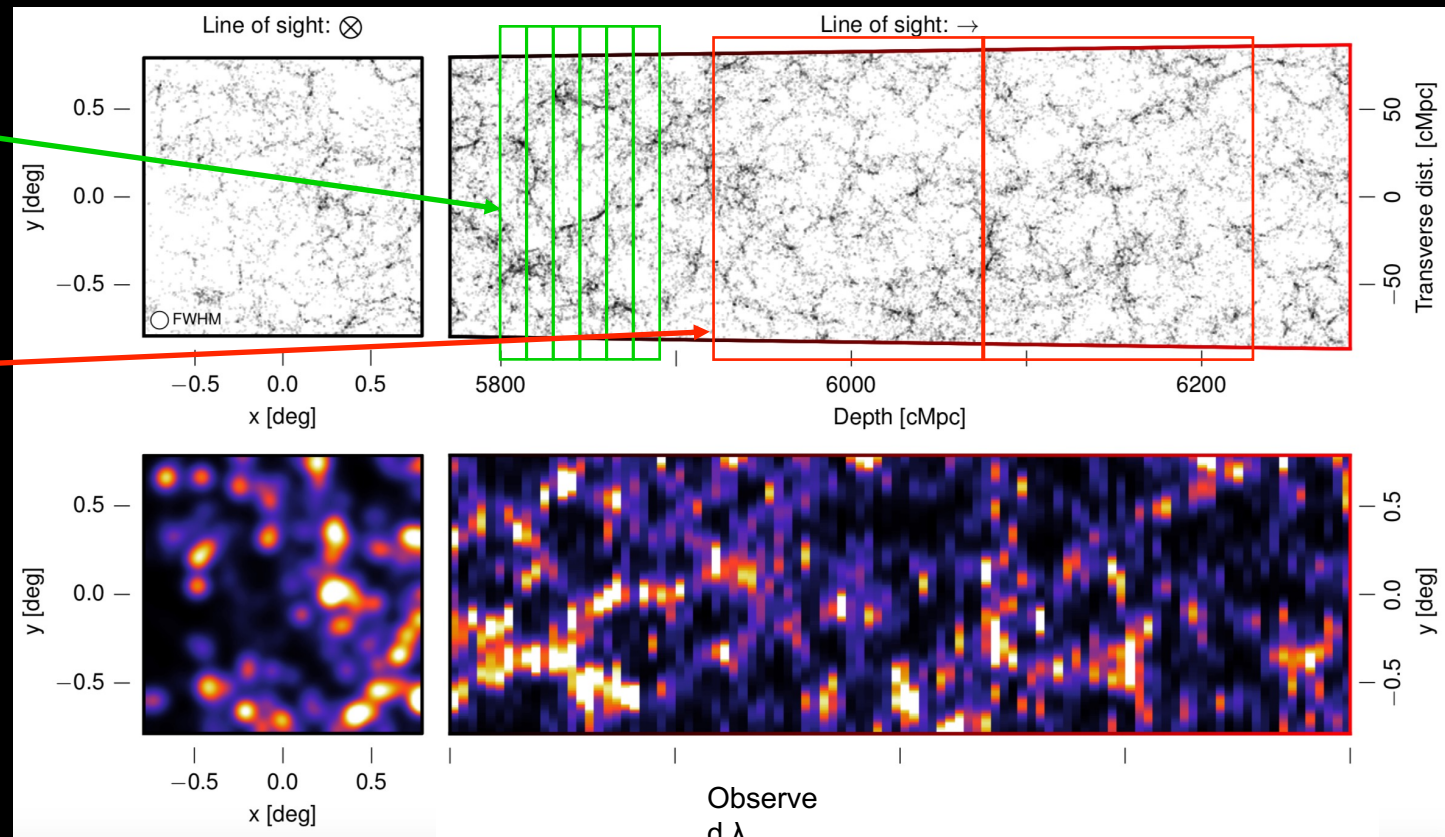 Line of sight: ⊗
Line of sight: →
y [deg]
0.5
0.0
−0.5
FWHM
−0.5 0.0 0.5
x [deg]
5800 6000 6200
Depth [cMpc]
50
0
−50
Transverse dist. [cMpc]
y [deg]
0.5
0.0
−0.5
−0.5 0.0 0.5
x [deg]
0.5
0.0
−0.5
y [deg]
Observe
d λ